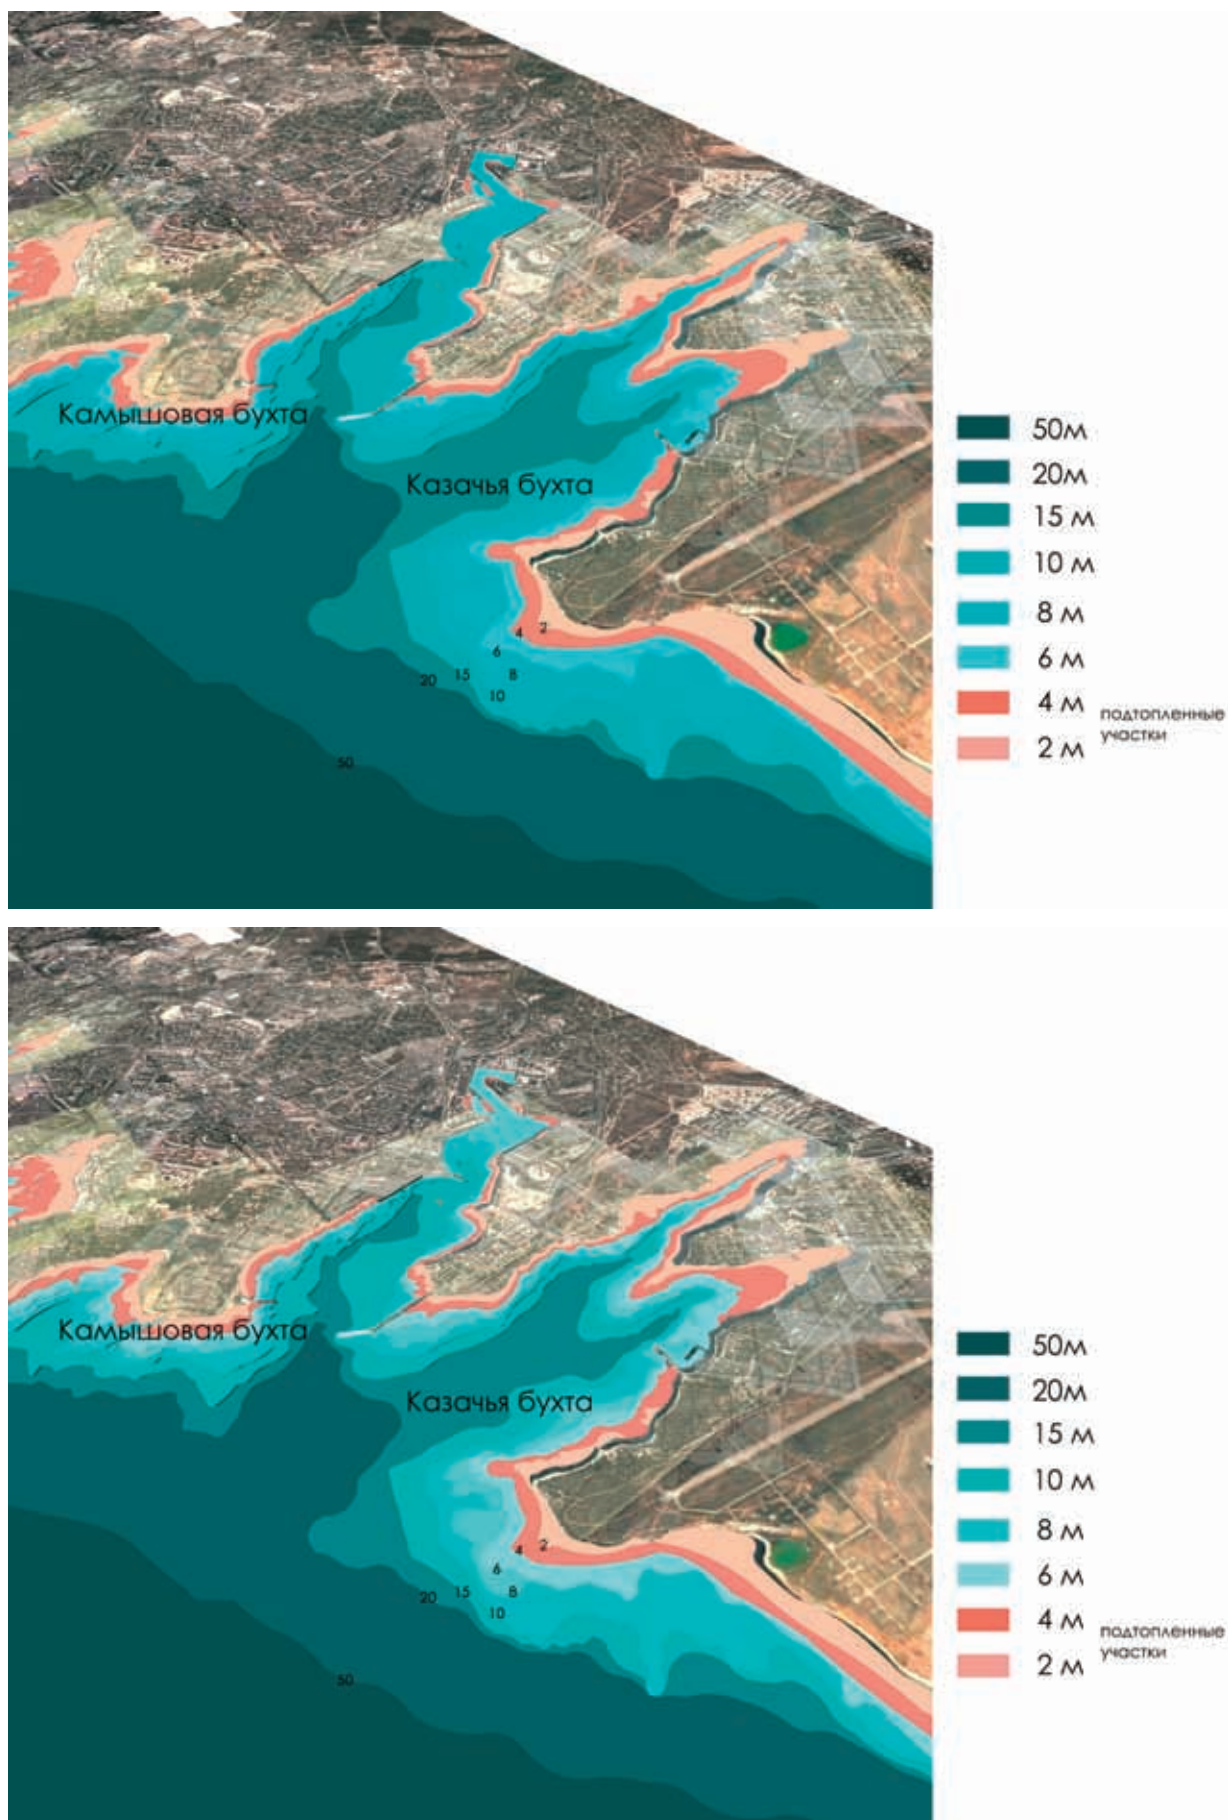 Камышовая бухта
50м
20м
Казачья бухта
15 м
10 м
8 м
4
2
6
6 м
15
8
20
10
4 м
подтопленные
участки
2 м
50
Камышовая бухта
50м
20м
Казачья бухта
15 м
10 м
8 м
4
2
6
6 м
15
8
20
10
4 м
подтопленные
участки
2 м
50